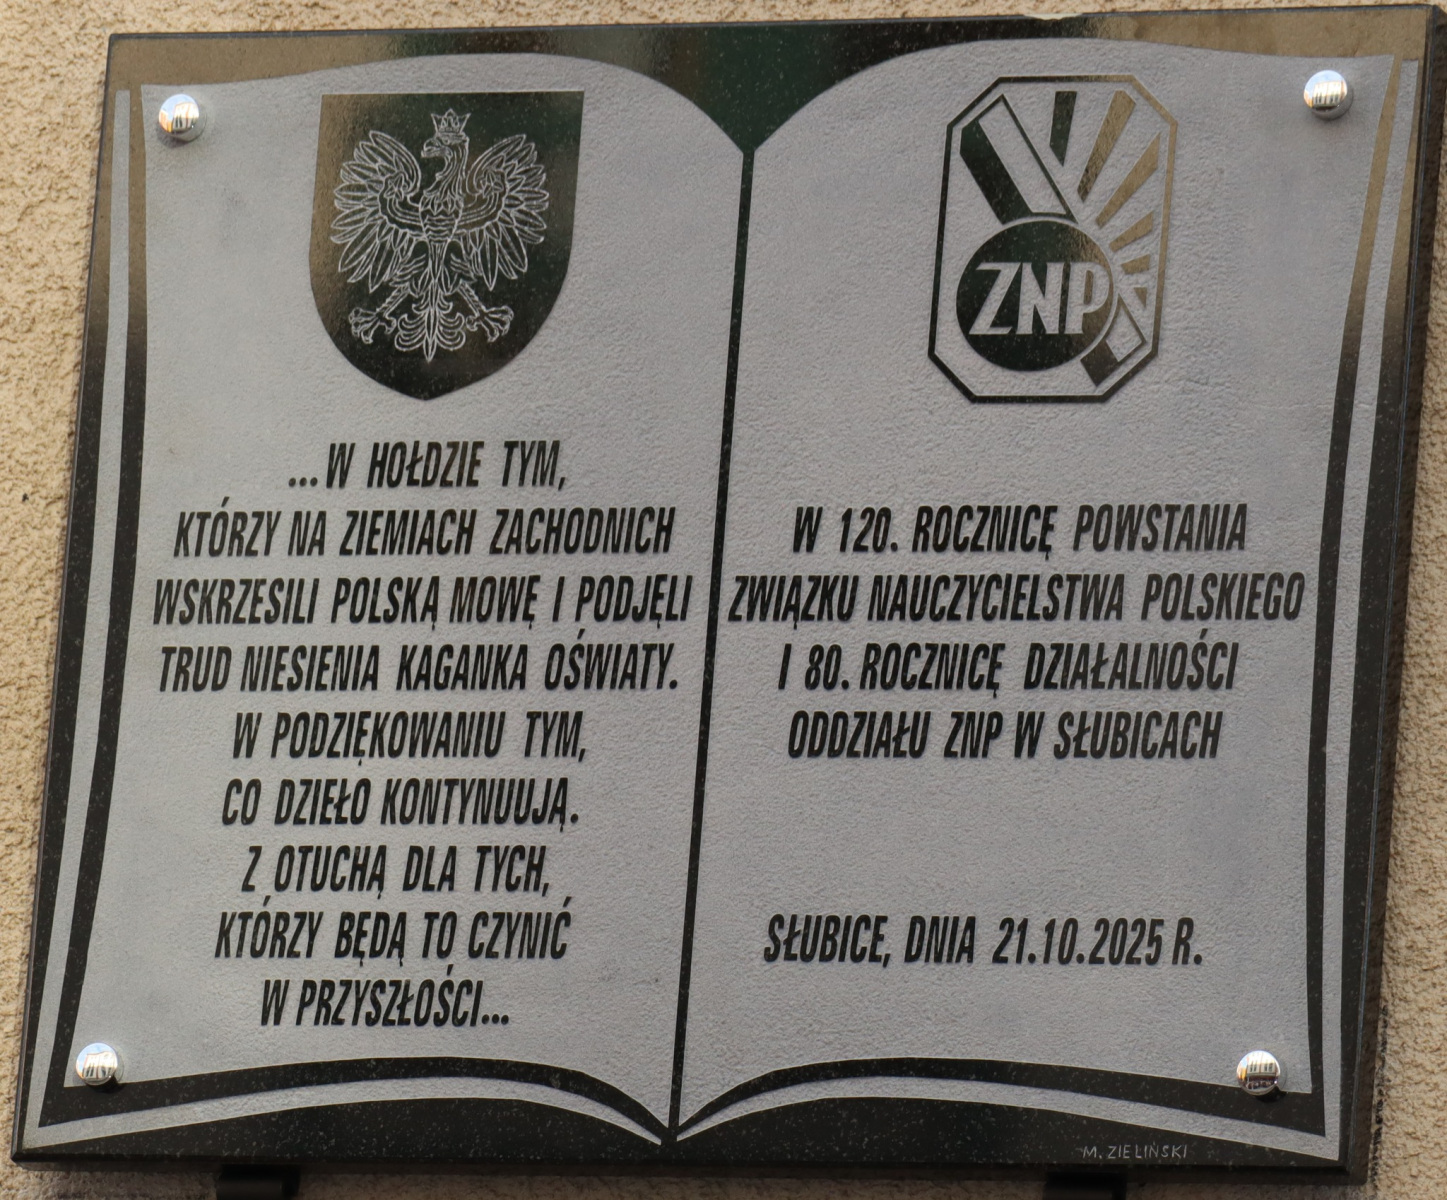 ...W HOŁDZIE TYM,
KTÓRZY NA ZIEMIACH ZACHODNICH
WSKRZESILI POLSKĄ MOWĘ I PODJĘLI
TRUD NIESIENIA KAGANKA OŚWIATY.
W PODZIĘKOWANIU TYM,
CO DZIEŁO KONTYNUUJĄ.
Z OTUCHĄ DLA TYCH,
KTÓRZY BĘDĄ TO CZYNIĆ
W PRZYSZŁOŚCI...
ZNP
W 120. ROCZNICĘ POWSTANIA
ZWIĄZKU NAUCZYCIELSTWA POLSKIEGO
I 80. ROCZNICĘ DZIAŁALNOŚCI
ODDZIAŁU ZNP W SŁUBICACH
SŁUBICE, DNIA 21.10.2025 R.
M. ZIELIŃSKI